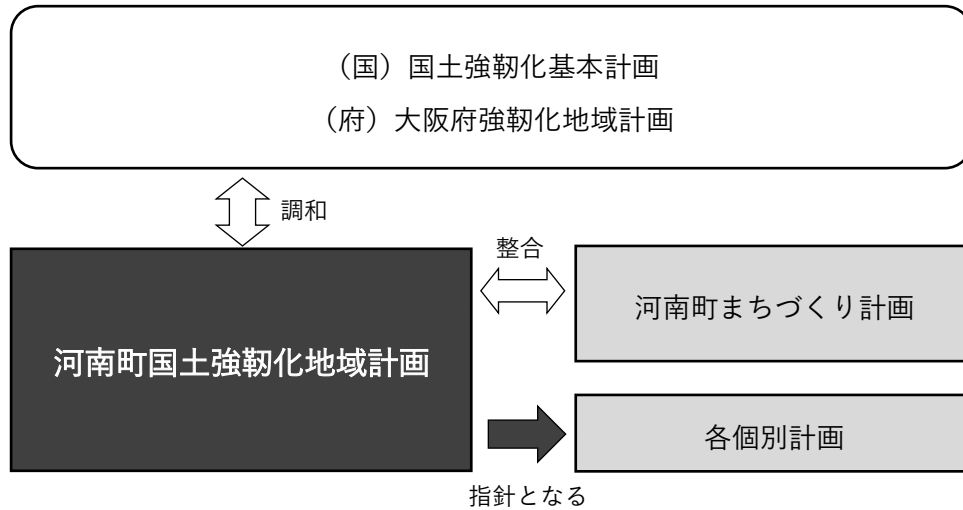 （国）国土強靭化基本計画
（府）大阪府強靭化地域計画
調和
整合
河南町まちづくり計画
河南町国土強靭化地域計画
各個別計画
指針となる